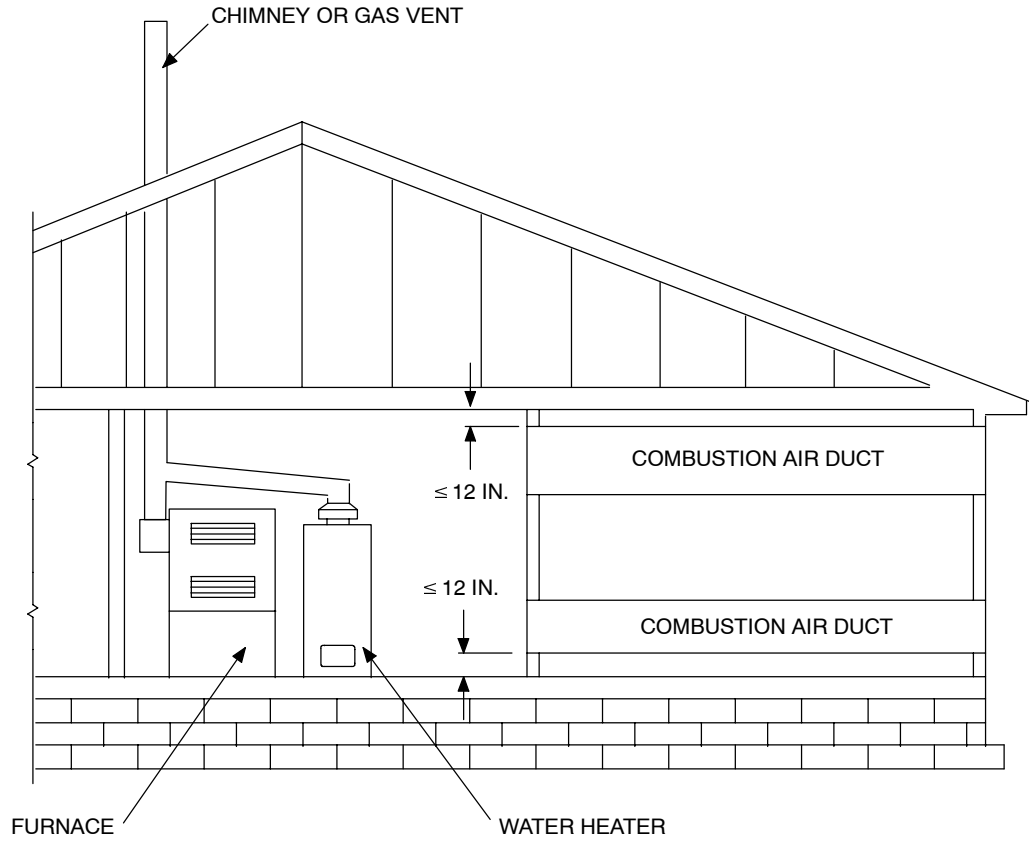 CHIMNEY OR GAS VENT
COMBUSTION AIR DUCT
≤ 12 IN.
≤ 12 IN.
COMBUSTION AIR DUCT
FURNACE
WATER HEATER